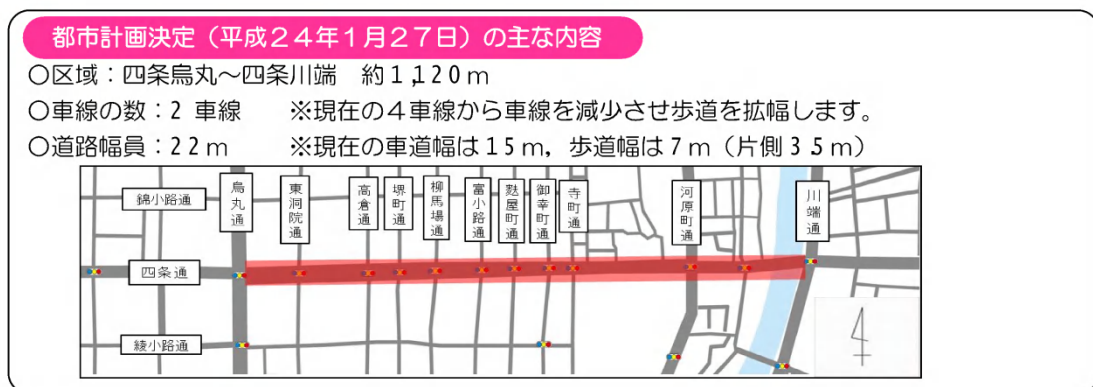 都市計画決定（平成24年1月27日）の主な内容
○区域：四条烏丸～四条川端 約1,120m
○車線の数：2 車線 ※現在の4車線から車線を減少させ歩道を拡幅します。
○道路幅員：22m ※現在の車道幅は15m，歩道幅は7m（片側3.5m）
錦小路通
烏丸通
東洞院通
高倉通
堺町通
柳馬場通
富小路通
麩屋町通
御幸町通
寺町通
河原町通
川端通
四条通
綾小路通